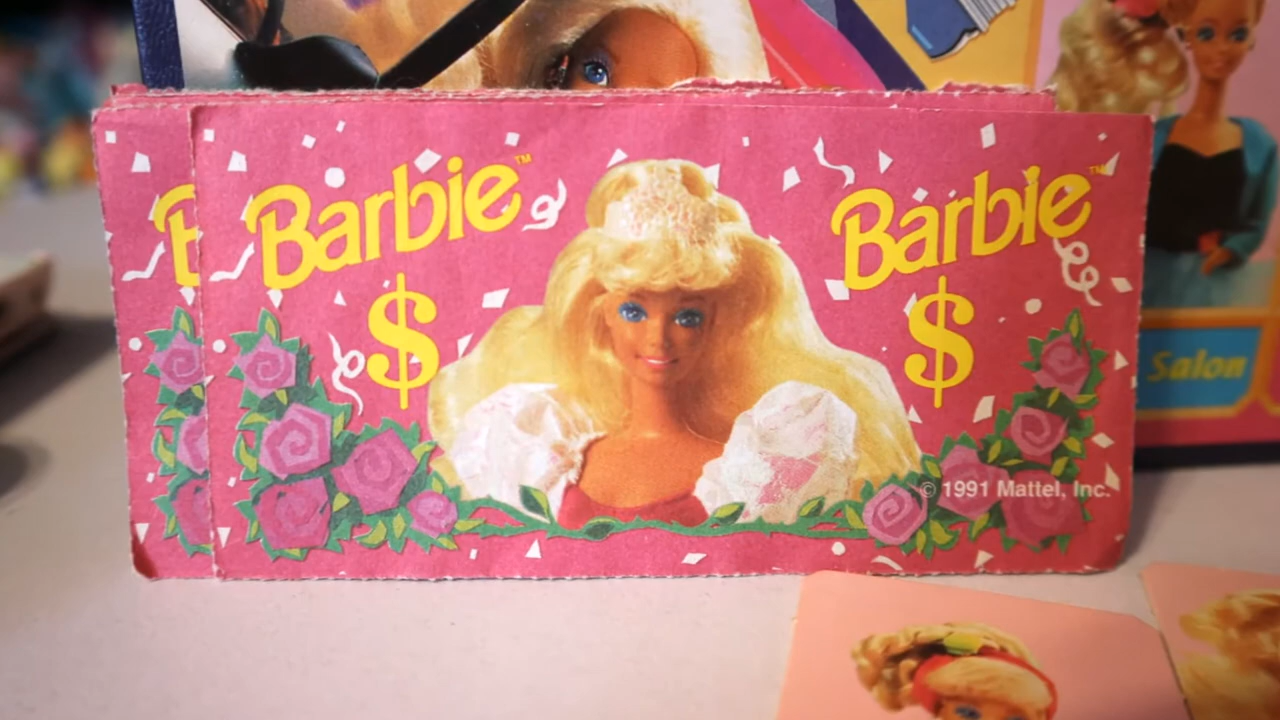 Barbie™
Barbie™
$
$
© 1991 Mattel, Inc.
Salon